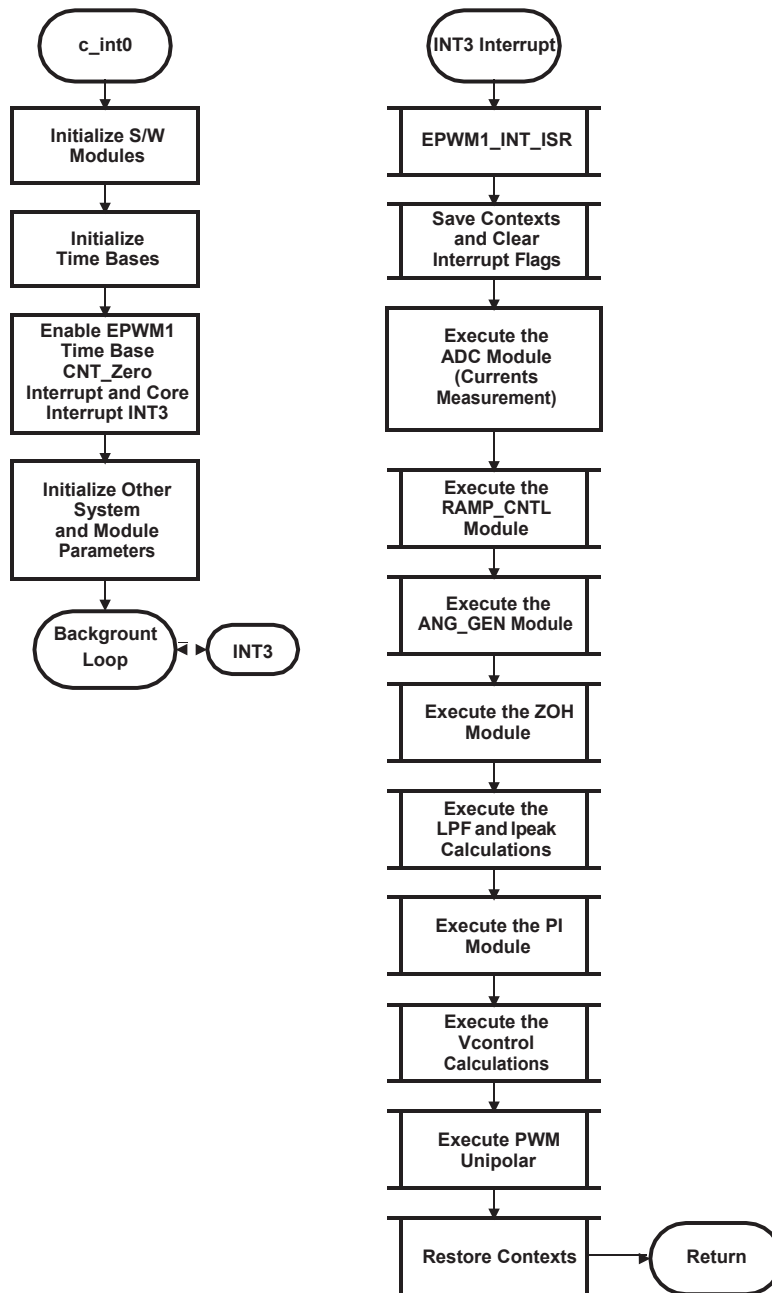 c_int0
Initialize S/W
Modules
Initialize
Time Bases
Enable EPWM1
Time Base
CNT_Zero
Interrupt and Core
Interrupt INT3
Initialize Other
System
and Module
Parameters
Backgrount
Loop
INT3
INT3 Interrupt
EPWM1_INT_ISR
Save Contexts
and Clear
Interrupt Flags
Execute the
ADC Module
(Currents
Measurement)
Execute the
RAMP_CNTL
Module
Execute the
ANG_GEN Module
Execute the ZOH
Module
Execute the
LPF and Ipeak
Calculations
Execute the PI
Module
Execute the
Vcontrol
Calculations
Execute PWM
Unipolar
Restore Contexts
Return